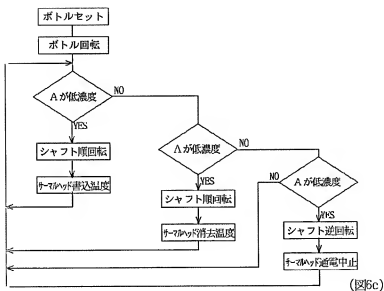 ボトルセット
ボトル回転
Aが低濃度
NO
YES
シャフト順回転
サーマルヘッド書込温度
Aが低濃度
NO
YES
シャフト順回転
サーマルヘッド消去温度
Aが低濃度
NO
YES
シャフト逆回転
サーマルヘッド通電中止
(図6c)